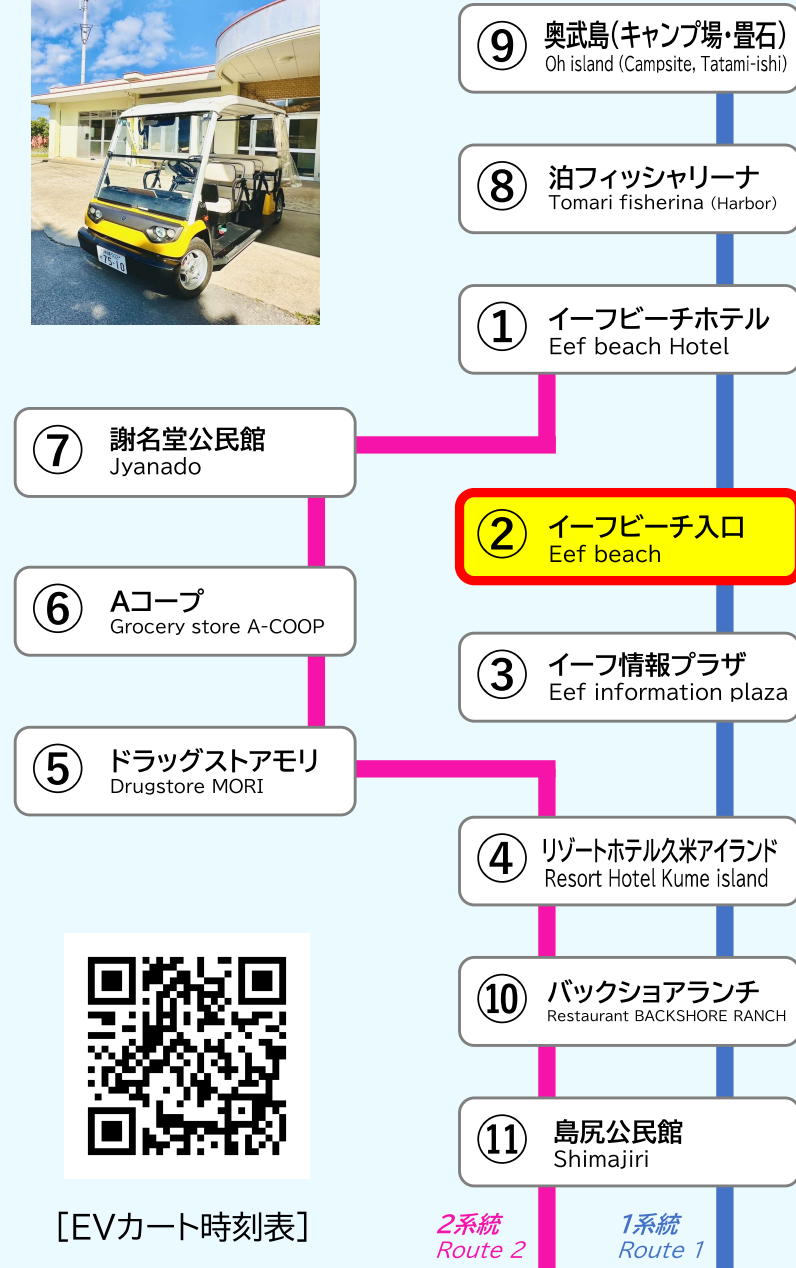 ⑨ 奥武島(キャンプ場・畳石)
Oh island (Campsite, Tatami-ishi)
⑧ 泊フィッシャリーナ
Tomari fisherina (Harbor)
① イーフビーチホテル
Eef beach Hotel
⑦ 謝名堂公民館
Jyanado
② イーフビーチ入口
Eef beach
⑥ Aコープ
Grocery store A-COOP
③ イーフ情報プラザ
Eef information plaza
⑤ ドラッグストアモリ
Drugstore MORI
④ リゾートホテル久米アイランド
Resort Hotel Kume island
⑩ バックショアランチ
Restaurant BACKSHORE RANCH
⑪ 島尻公民館
Shimajiri
[EVカート時刻表]
2系統
Route 2
1系統
Route 1
75-10